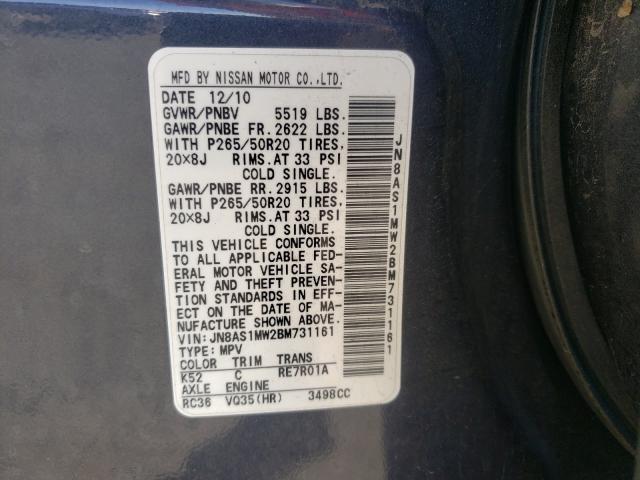 MFD BY NISSAN MOTOR CO.,LTD.
DATE 12/10
GVWR/PNBV 5519 LBS.
GAWR/PNBE FR. 2622 LBS.
WITH P265/50R20 TIRES,
20×8J RIMS. AT 33 PSI
COLD SINGLE.
GAWR/PNBE RR. 2915 LBS.
WITH P265/50R20 TIRES,
20×8J RIMS. AT 33 PSI
COLD SINGLE.
THIS VEHICLE CONFORMS
TO ALL APPLICABLE FED-
ERAL MOTOR VEHICLE SA-
FETY AND THEFT PREVEN-
TION STANDARDS IN EFF-
ECT ON THE DATE OF MA-
NUFACTURE SHOWN ABOVE.
VIN:JN8AS1MW2BM731161
TYPE:MPV
COLOR TRIM TRANS
K52 C RE7R01A
AXLE ENGINE
RC36 VQ35(HR) 3498CC
JN8AS1MW2BM731161